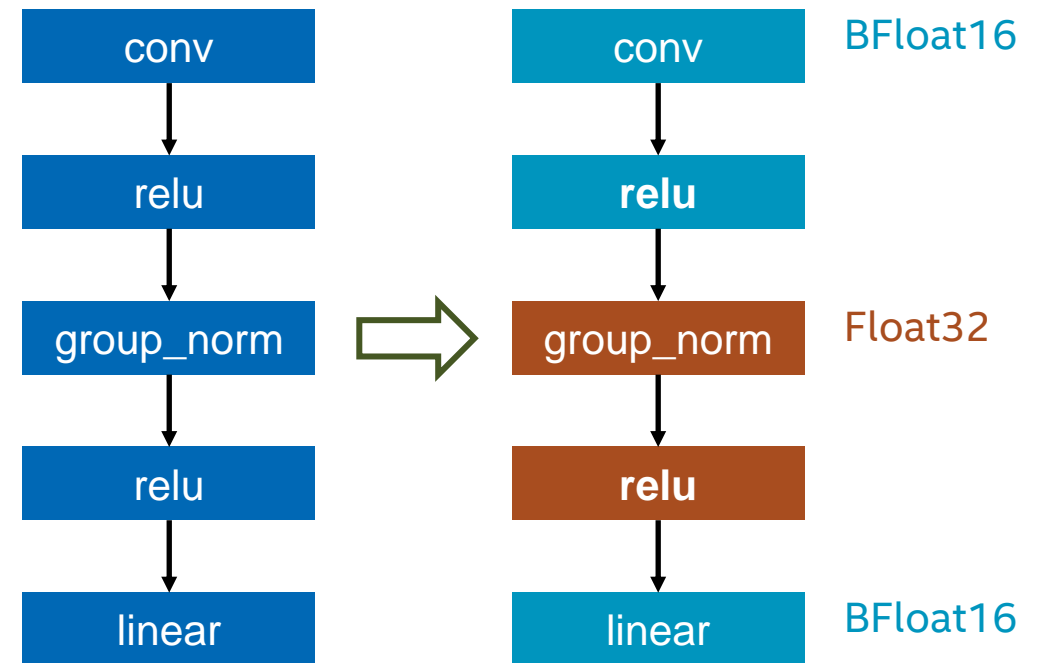 conv
relu
group_norm
relu
linear
conv
BFloat16
relu
group_norm
Float32
relu
linear
BFloat16